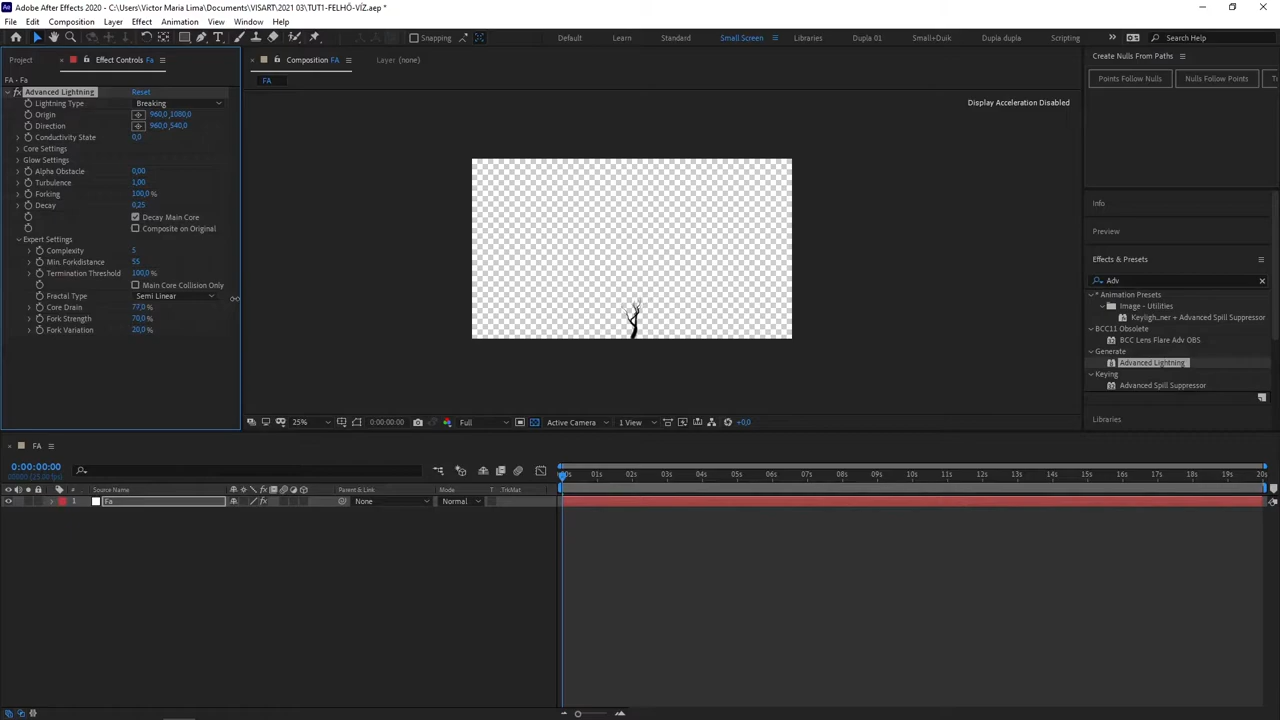 Adobe After Effects 2020 - C:\Users\Victor Maria Lima\Documents\VISART\2021 03\TUT1-FELHŐ-VÍZ.aep *
File Edit Composition Layer Effect Animation View Window Help
Snapping Default Learn Standard Small Screen Libraries Dupla 01 Small+Duik Dupla dupla Scripting Search Help
Project Effect Controls Fa Composition FA Layer (none) Create Nulls From Paths
FA • Fa FA Points Follow Nulls Nulls Follow Points
fx Advanced Lightning Reset
Lightning Type Breaking
Display Acceleration Disabled
Origin 960,0,1080,0
Direction 960,0,540,0
Conductivity State 0,0
Core Settings
Glow Settings
Alpha Obstacle 0,00
Turbulence 1,00
Forking 100,0 %
Decay 0,25
Decay Main Core
Composite on Original
Expert Settings
Complexity 5
Min. Forkdistance 55
Termination Threshold 100,0 %
Main Core Collision Only
Fractal Type Semi Linear
Core Drain 77,0 %
Fork Strength 70,0 %
Fork Variation 20,0 %
Info
Preview
Effects & Presets
Adv
* Animation Presets
Image - Utilities
Keyligh...ner + Advanced Spill Suppressor
BCC11 Obsolete
BCC Lens Flare Adv OBS
Generate
Advanced Lightning
Keying
Advanced Spill Suppressor
Libraries
25% 0:00:00:00 Full Active Camera 1 View +0,0
FA
0:00:00:00
00000 (25.00 fps)
01s 02s 03s 04s 05s 06s 07s 08s 09s 10s 11s 12s 13s 14s 15s 16s 17s 18s 19s 20s
# Source Name Parent & Link Mode T .TrkMat
1 Fa None Normal